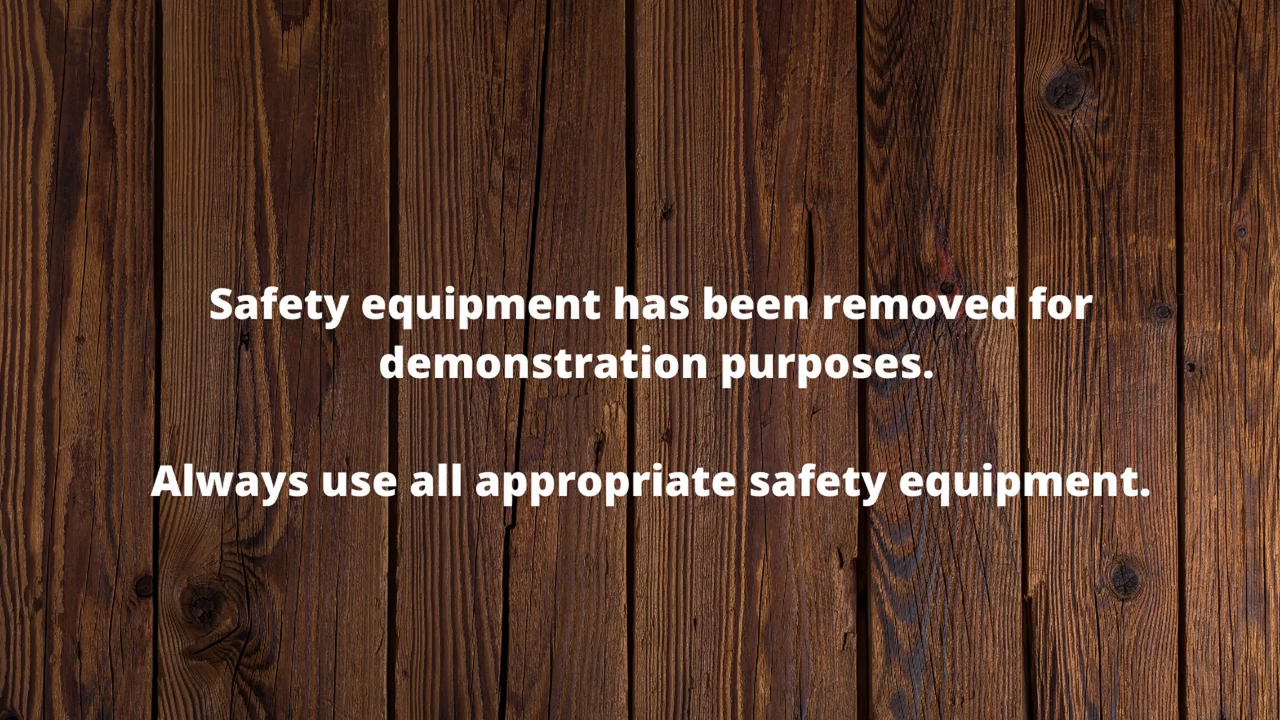 Safety equipment has been removed for
demonstration purposes.
Always use all appropriate safety equipment.